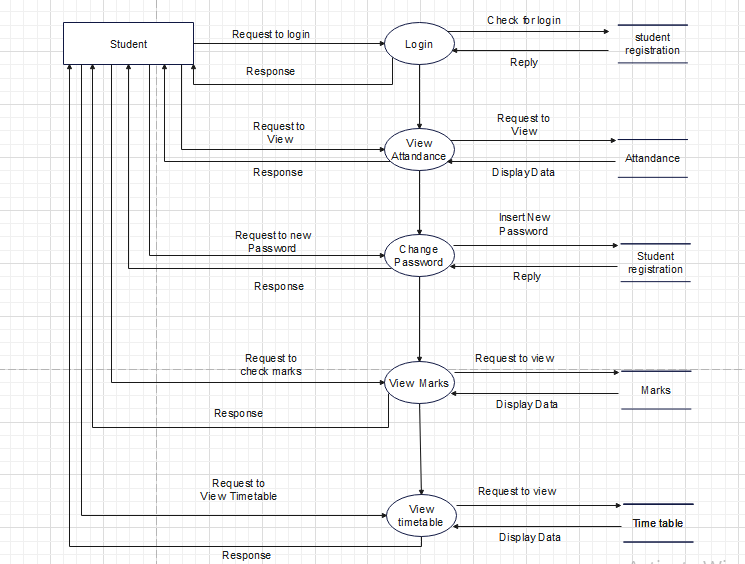 Check for login
Request to login
Student
Login
student
registration
Reply
Response
Request to
View
Request to
View
View
Attandance
Attandance
Response
Display Data
Insert New
Password
Request to new
Password
Change
Password
Student
registration
Reply
Response
Request to
check marks
Request to view
View Marks
Marks
Display Data
Response
Request to
View Timetable
Request to view
View
timetable
Time table
Display Data
Response